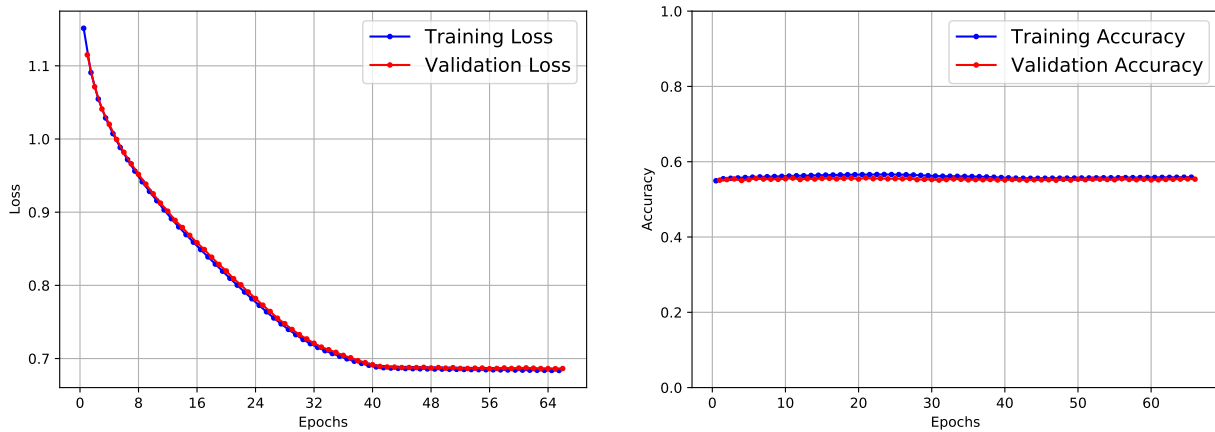 Training Loss
Validation Loss
1.1
1.0
0.9
0.8
0.7
Loss
0 8 16 24 32 40 48 56 64
Epochs
Training Accuracy
Validation Accuracy
1.0
0.8
0.6
0.4
0.2
0.0
Accuracy
0 10 20 30 40 50 60
Epochs